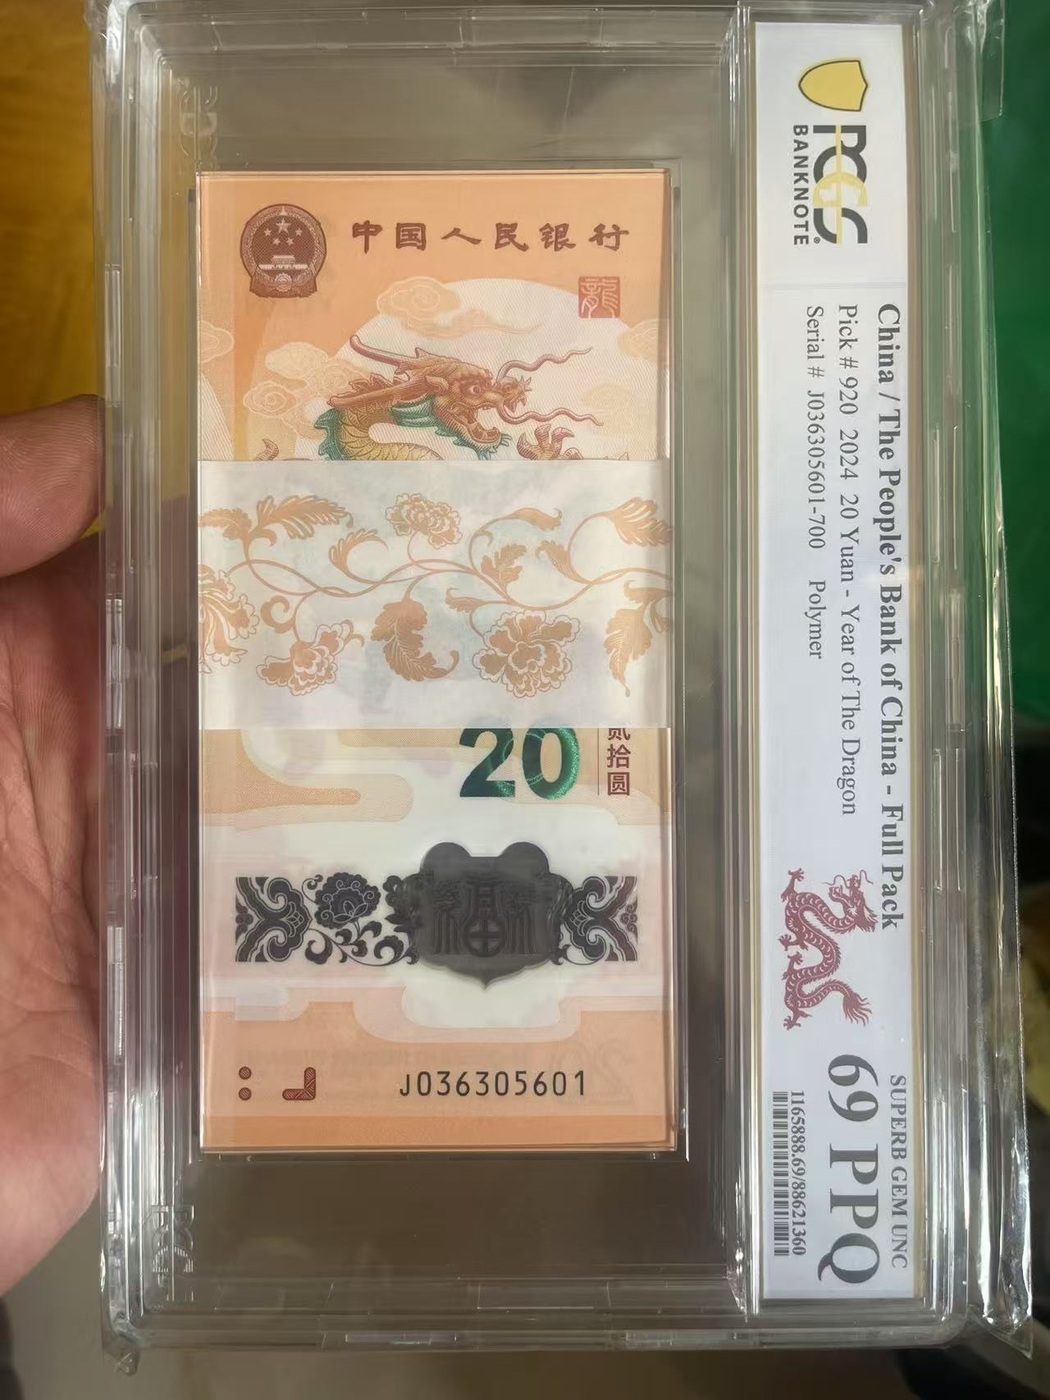 中国人民银行
龍
20
贰拾圆
J036305601
PCGS
BANKNOTE
China / The People's Bank of China - Full Pack
Pick # 920 2024 20 Yuan - Year of The Dragon
Serial # J036305601-700 Polymer
SUPERB GEM UNC
69 PPQ
1165888.69/88621360